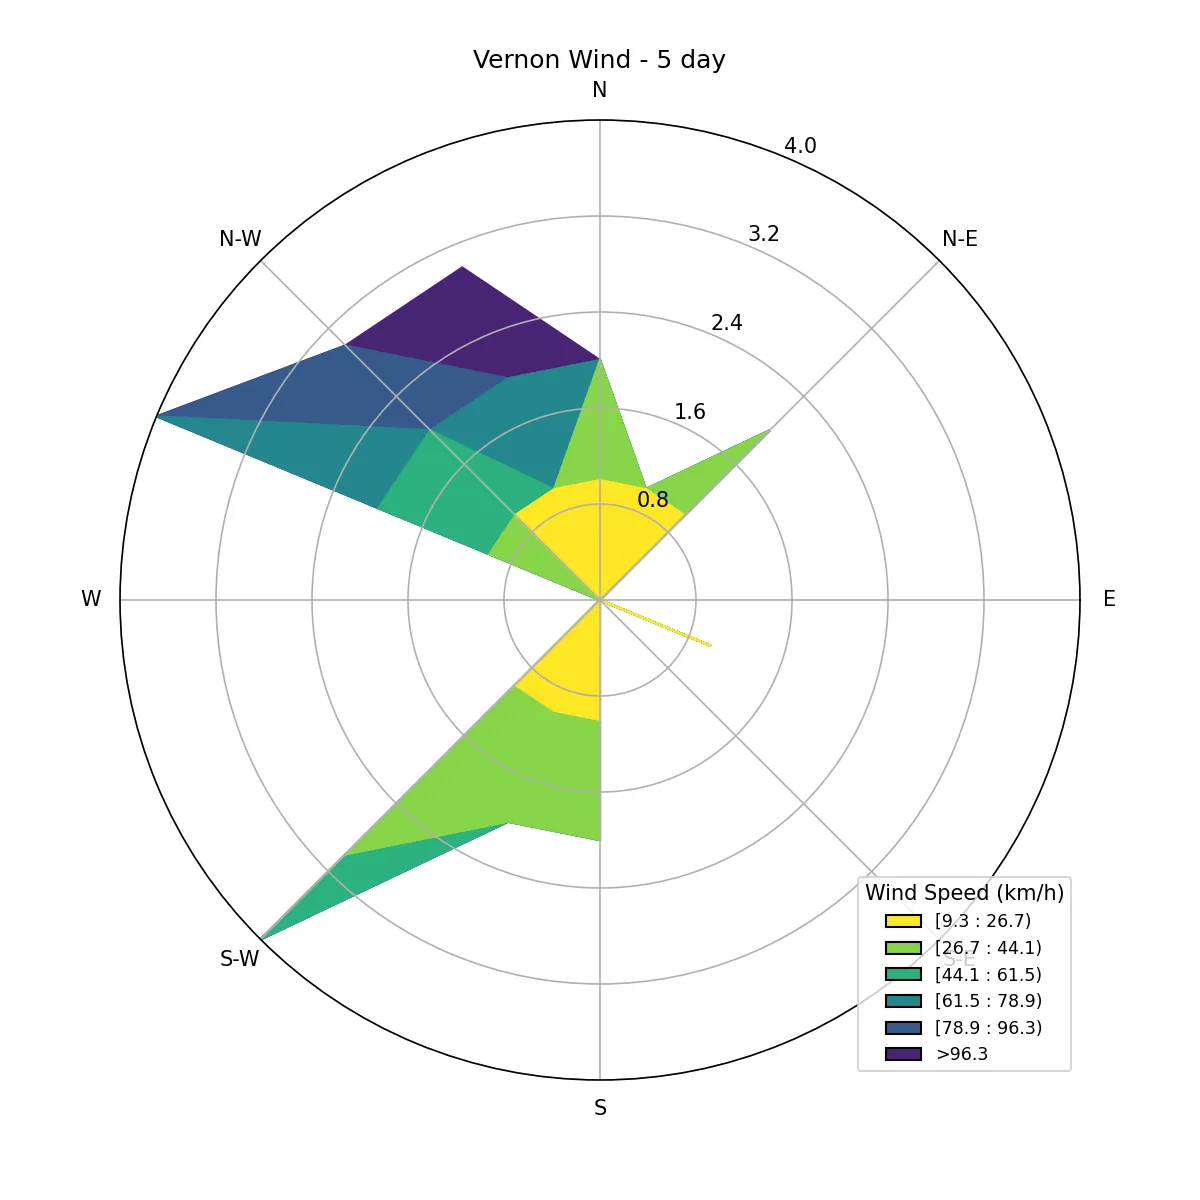 Vernon Wind - 5 day
N
4.0
3.2
N-W
N-E
2.4
1.6
0.8
W
E
Wind Speed (km/h)
[9.3 : 26.7)
[26.7 : 44.1)
S-W
S-E
[44.1 : 61.5)
[61.5 : 78.9)
[78.9 : 96.3)
>96.3
S